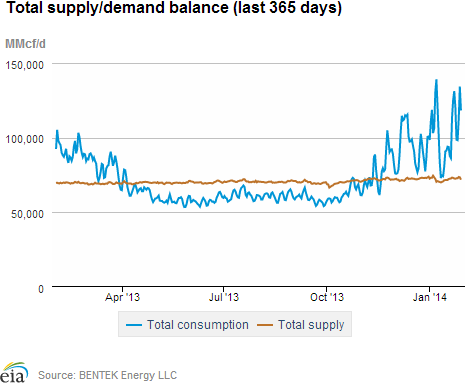 Total supply/demand balance (last 365 days)
MMcf/d
150,000
100,000
50,000
0
Apr '13 Jul '13 Oct '13 Jan '14
Total consumption Total supply
eia Source: BENTEK Energy LLC